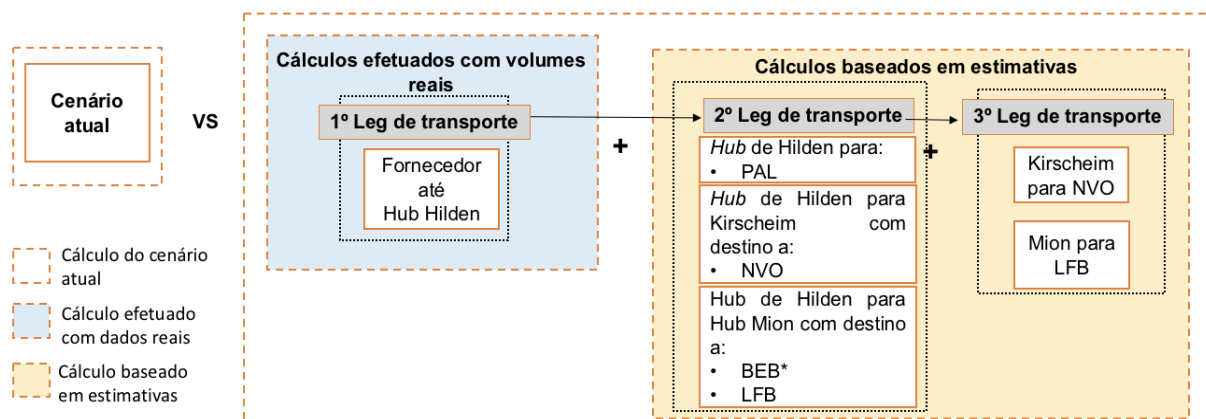 Cenário
atual
vs
Cálculos efetuados com volumes
reais
1º Leg de transporte
Fornecedor
até
Hub Hilden
+
Cálculos baseados em estimativas
2º Leg de transporte
Hub de Hilden para:
• PAL
Hub de Hilden para
Kirscheim com
destino a:
• NVO
Hub de Hilden para
Hub Mion com destino
a:
• BEB*
• LFB
+
3º Leg de transporte
Kirscheim
para NVO
Mion para
LFB
Cálculo do cenário
atual
Cálculo efetuado
com dados reais
Cálculo baseado
em estimativas